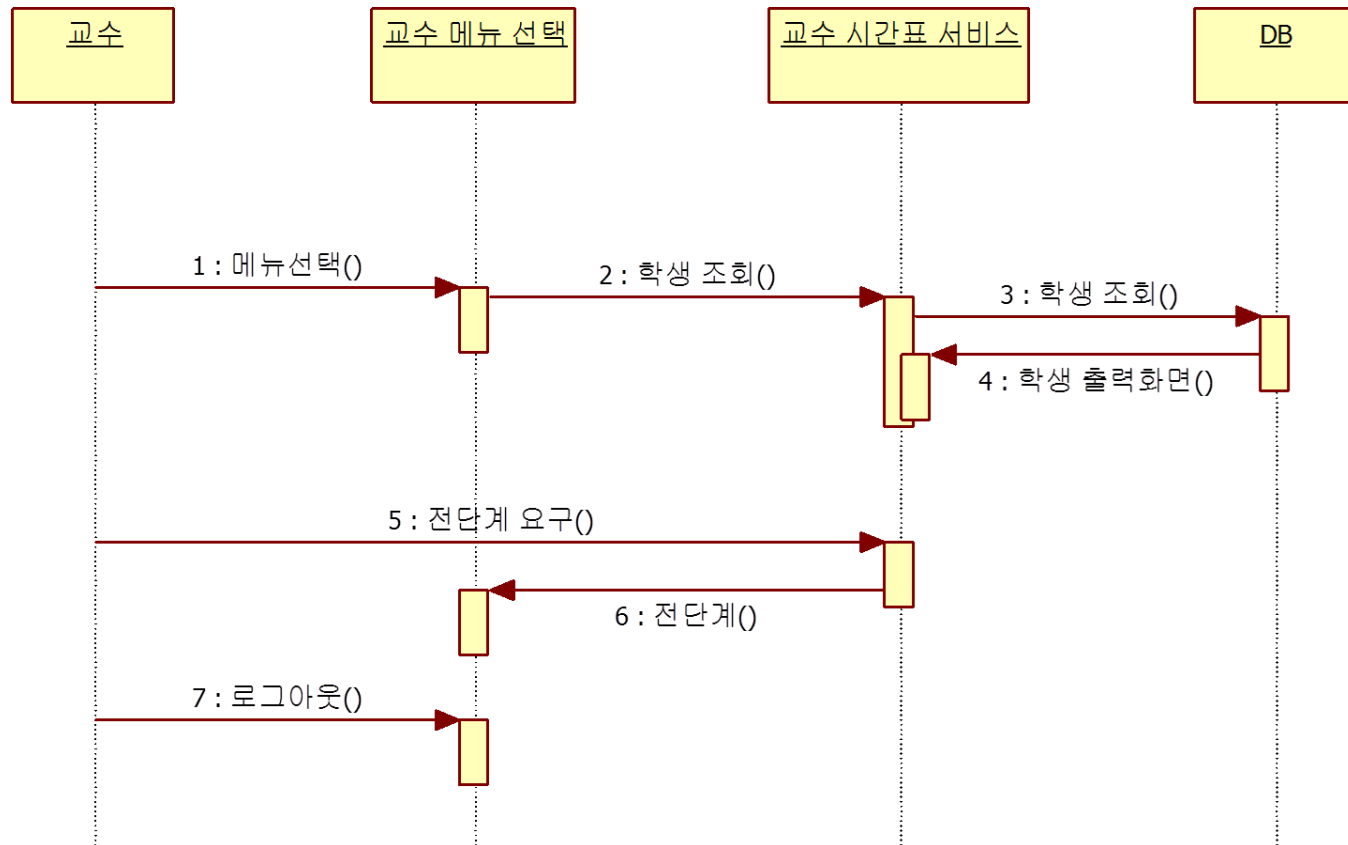 교수
교수 메뉴 선택
교수 시간표 서비스
DB
1 : 메뉴선택()
2 : 학생 조회()
3 : 학생 조회()
4 : 학생 출력화면()
5 : 전단계 요구()
6 : 전단계()
7 : 로그아웃()